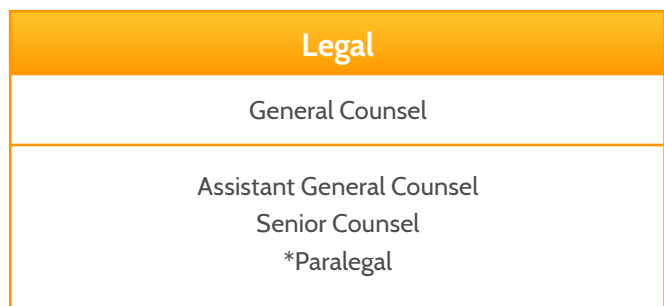 Legal
General Counsel
Assistant General Counsel
Senior Counsel
*Paralegal